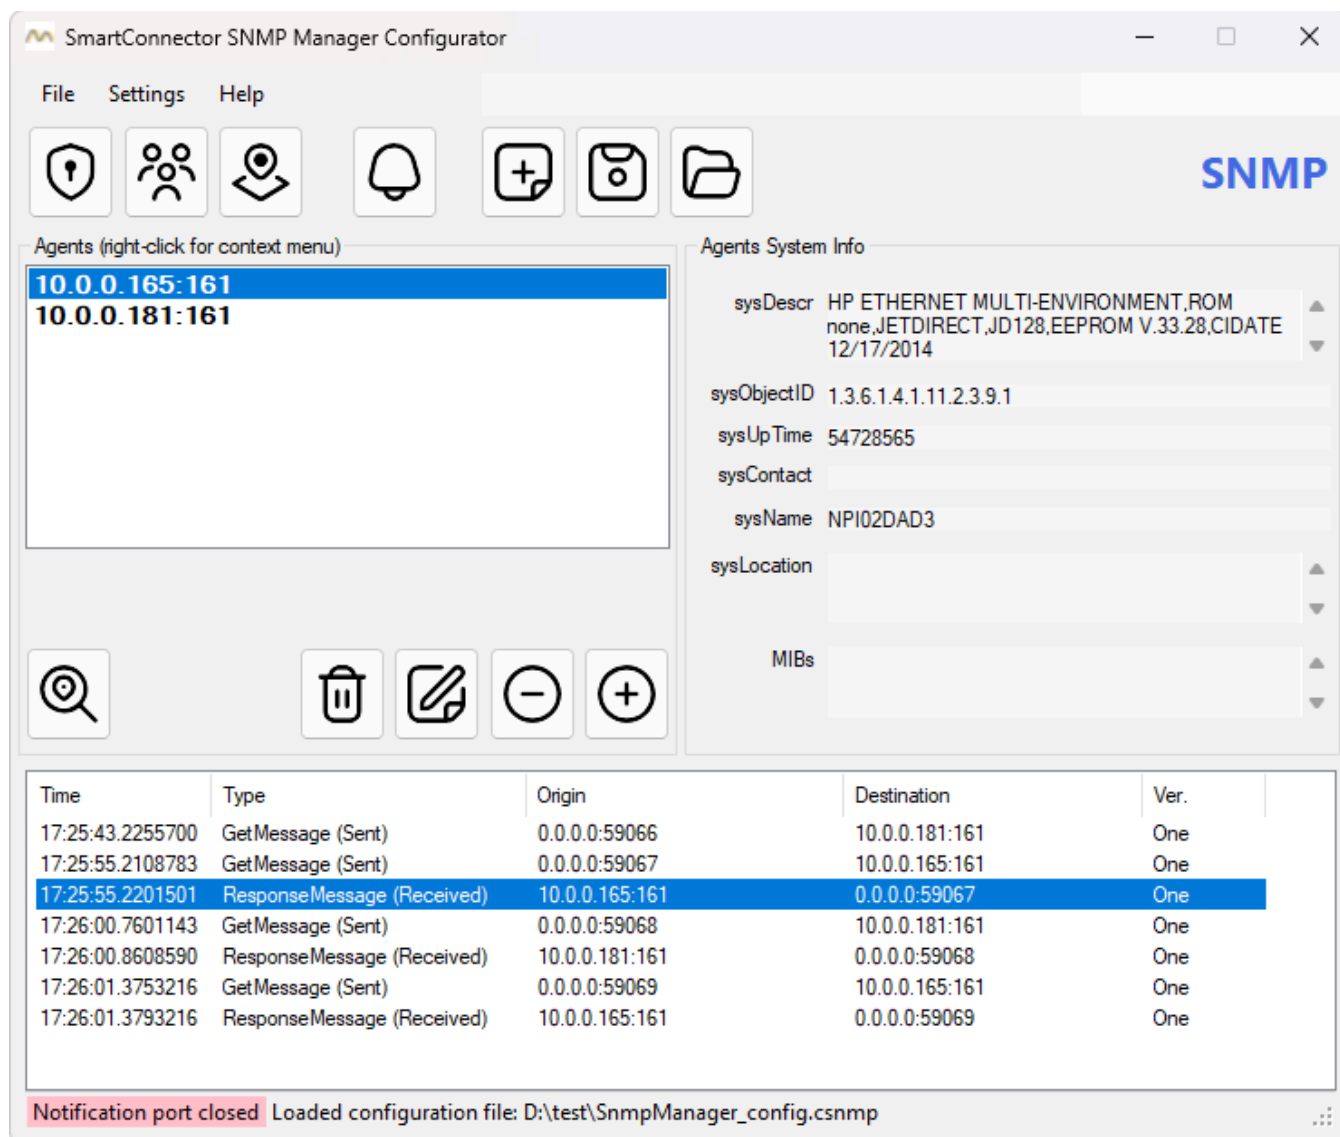 SmartConnector SNMP Manager Configurator
File Settings Help
SNMP
Agents (right-click for context menu)
10.0.0.165:161
10.0.0.181:161
Agents System Info
sysDescr HP ETHERNET MULTI-ENVIRONMENT,ROM
none,JETDIRECT,JD128,EEPROM V.33.28,CIDATE
12/17/2014
sysObjectID 1.3.6.1.4.1.11.2.3.9.1
sysUpTime 54728565
sysContact
sysName NPI02DAD3
sysLocation
MIBs
Time Type Origin Destination Ver.
17:25:43.2255700 GetMessage (Sent) 0.0.0.0:59066 10.0.0.181:161 One
17:25:55.2108783 GetMessage (Sent) 0.0.0.0:59067 10.0.0.165:161 One
17:25:55.2201501 ResponseMessage (Received) 10.0.0.165:161 0.0.0.0:59067 One
17:26:00.7601143 GetMessage (Sent) 0.0.0.0:59068 10.0.0.181:161 One
17:26:00.8608590 ResponseMessage (Received) 10.0.0.181:161 0.0.0.0:59068 One
17:26:01.3753216 GetMessage (Sent) 0.0.0.0:59069 10.0.0.165:161 One
17:26:01.3793216 ResponseMessage (Received) 10.0.0.165:161 0.0.0.0:59069 One
Notification port closed Loaded configuration file: D:\test\SnmpManager_config.csnmp